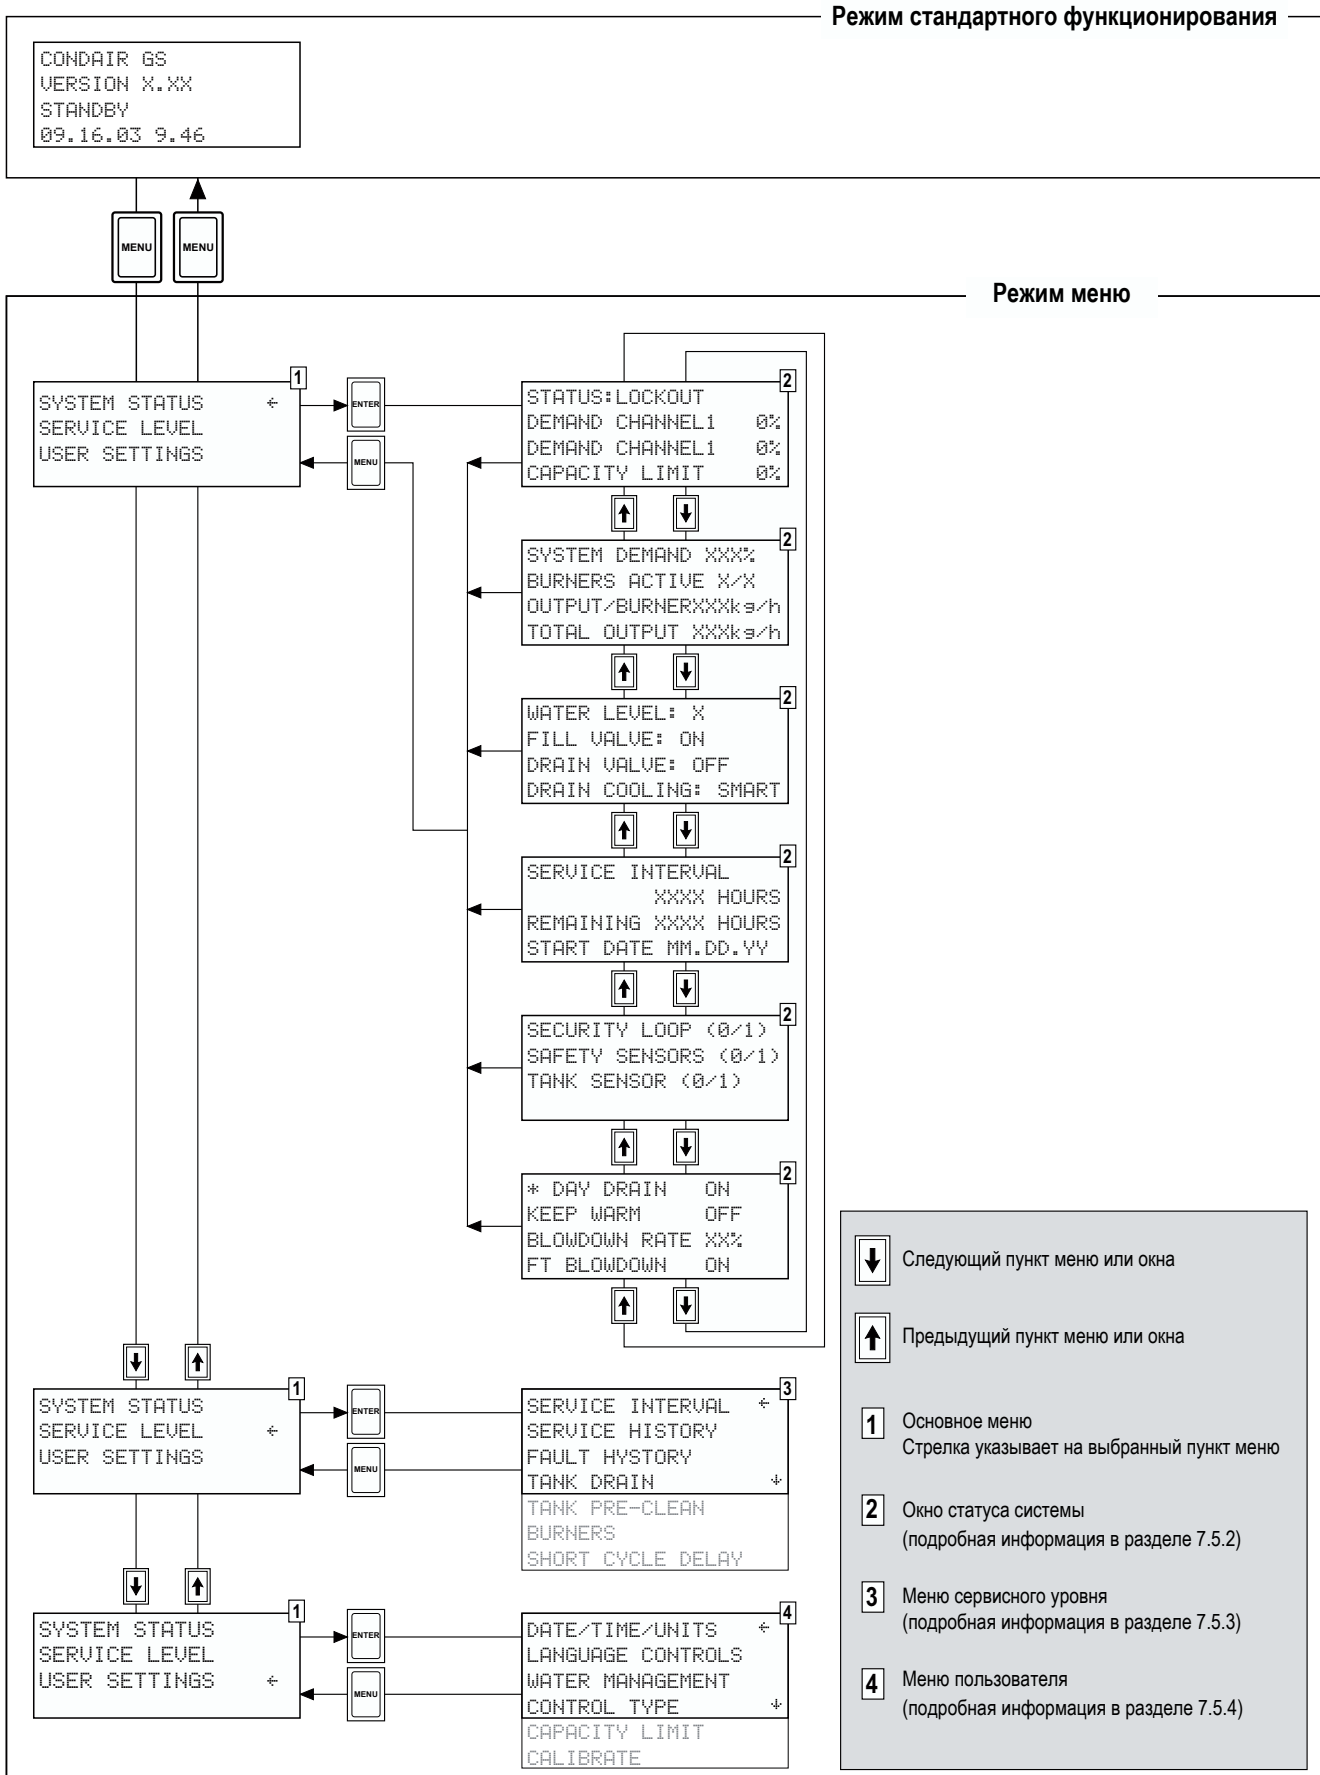 Режим стандартного функционирования
CONDAIR GS
VERSION X.XX
STANDBY
09.16.03 9.46
MENU
MENU
Режим меню
1
SYSTEM STATUS ←
SERVICE LEVEL
USER SETTINGS
ENTER
MENU
2
STATUS:LOCKOUT
DEMAND CHANNEL1 0%
DEMAND CHANNEL1 0%
CAPACITY LIMIT 0%
2
SYSTEM DEMAND XXX%
BURNERS ACTIVE X/X
OUTPUT/BURNERXXXkg/h
TOTAL OUTPUT XXXkg/h
2
WATER LEVEL: X
FILL VALVE: ON
DRAIN VALVE: OFF
DRAIN COOLING: SMART
2
SERVICE INTERVAL
XXXX HOURS
REMAINING XXXX HOURS
START DATE MM.DD.YY
2
SECURITY LOOP (0/1)
SAFETY SENSORS (0/1)
TANK SENSOR (0/1)
2
* DAY DRAIN ON
KEEP WARM OFF
BLOWDOWN RATE XX%
FT BLOWDOWN ON
1
SYSTEM STATUS
SERVICE LEVEL ←
USER SETTINGS
ENTER
MENU
3
SERVICE INTERVAL ←
SERVICE HISTORY
FAULT HYSTORY
TANK DRAIN ↓
TANK PRE-CLEAN
BURNERS
SHORT CYCLE DELAY
1
SYSTEM STATUS
SERVICE LEVEL
USER SETTINGS ←
ENTER
MENU
4
DATE/TIME/UNITS ←
LANGUAGE CONTROLS
WATER MANAGEMENT
CONTROL TYPE ↓
CAPACITY LIMIT
CALIBRATE
Следующий пункт меню или окна
Предыдущий пункт меню или окна
1 Основное меню
Стрелка указывает на выбранный пункт меню
2 Окно статуса системы
(подробная информация в разделе 7.5.2)
3 Меню сервисного уровня
(подробная информация в разделе 7.5.3)
4 Меню пользователя
(подробная информация в разделе 7.5.4)